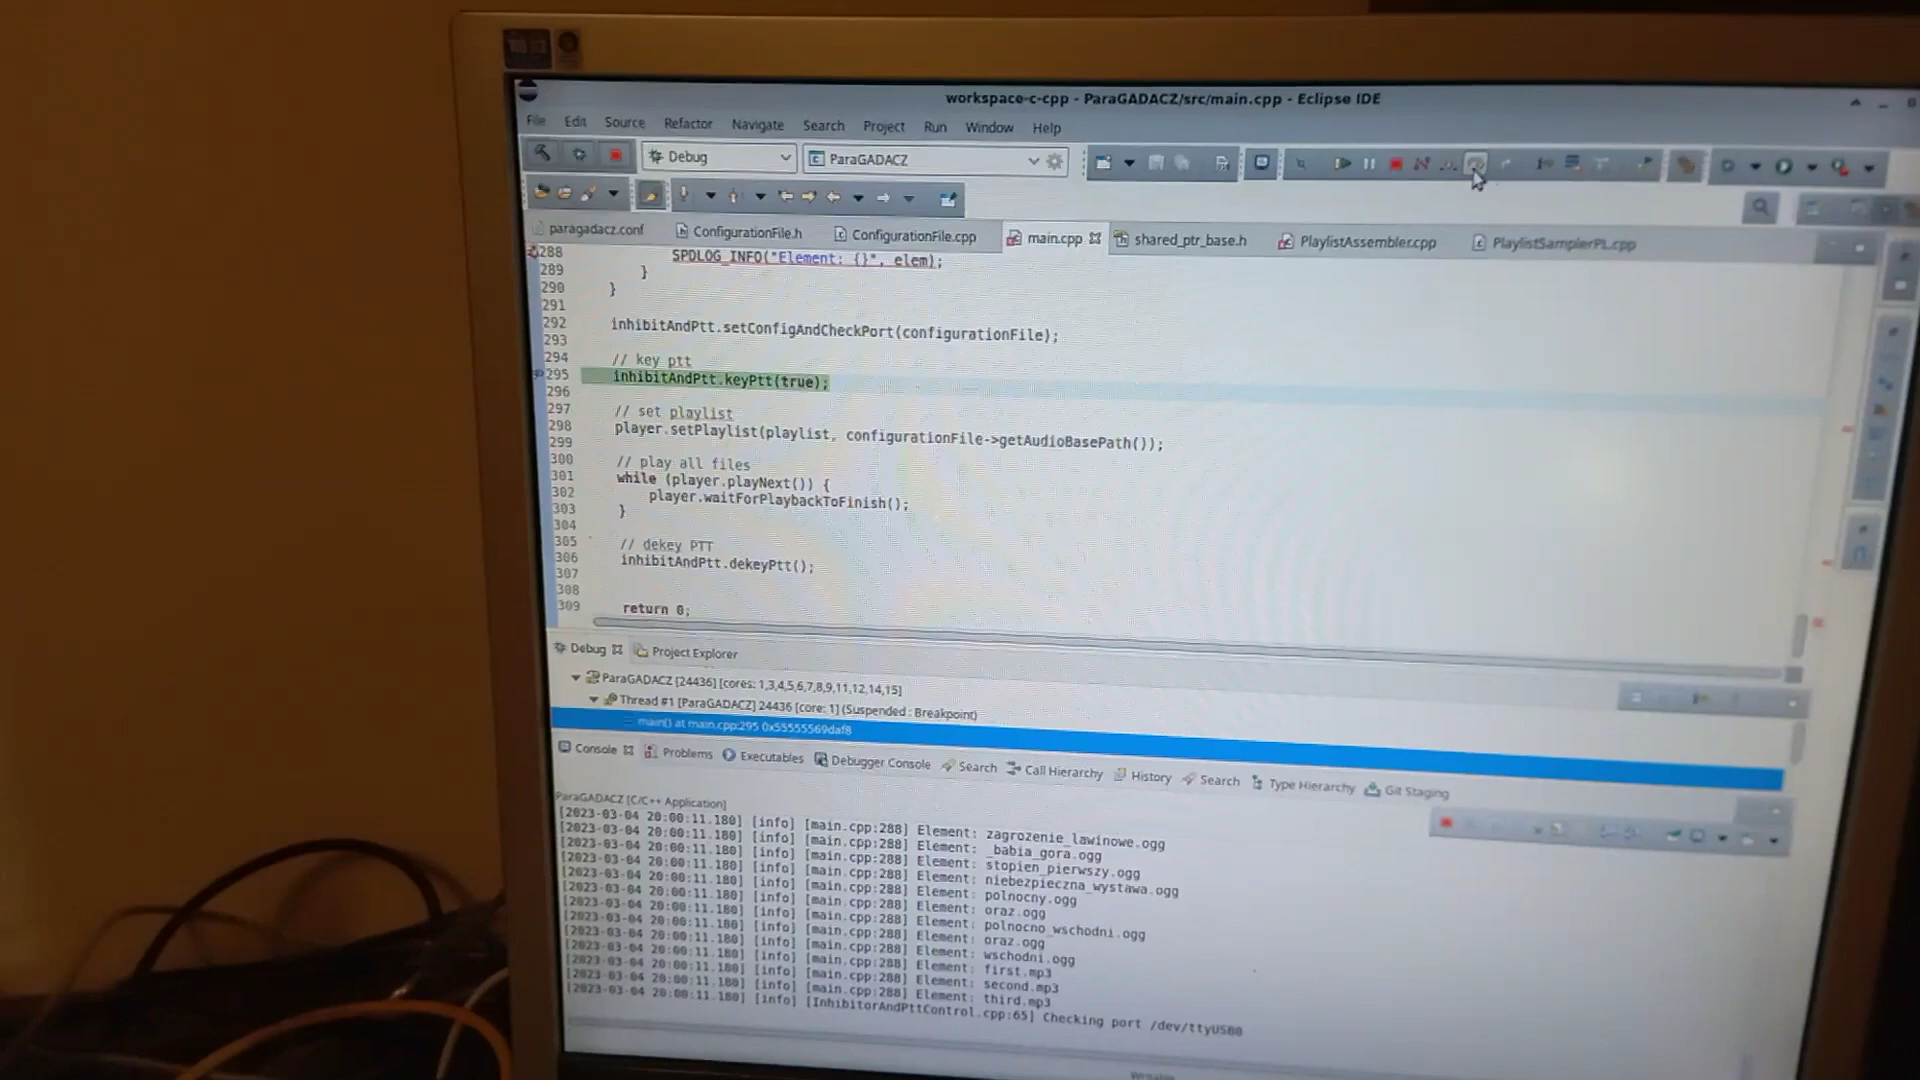 workspace-c-cpp - ParaGADACZ/src/main.cpp - Eclipse IDE
File Edit Source Refactor Navigate Search Project Run Window Help
Debug ParaGADACZ
paragadacz.conf ConfigurationFile.h ConfigurationFile.cpp main.cpp shared_ptr_base.h PlaylistAssembler.cpp PlaylistSamplerPL.cpp
288 SPDLOG_INFO("Element: {}", elem);
289 }
290 }
291
292 inhibitAndPtt.setConfigAndCheckPort(configurationFile);
293
294 // key ptt
295 inhibitAndPtt.keyPtt(true);
296
297 // set playlist
298 player.setPlaylist(playlist, configurationFile->getAudioBasePath());
299
300 // play all files
301 while (player.playNext()) {
302 player.waitForPlaybackToFinish();
303 }
304
305 // dekey PTT
306 inhibitAndPtt.dekeyPtt();
307
308
309 return 0;
Debug Project Explorer
ParaGADACZ [24436] [cores: 1,3,4,5,6,7,8,9,11,12,14,15]
Thread #1 [ParaGADACZ] 24436 [core: 1] (Suspended : Breakpoint)
main() at main.cpp:295 0x55555569daf8
Console Problems Executables Debugger Console Search Call Hierarchy History Search Type Hierarchy Git Staging
ParaGADACZ [C/C++ Application]
[2023-03-04 20:00:11.180] [info] [main.cpp:288] Element: zagrozenie_lawinowe.ogg
[2023-03-04 20:00:11.180] [info] [main.cpp:288] Element: _babia_gora.ogg
[2023-03-04 20:00:11.180] [info] [main.cpp:288] Element: stopien_pierwszy.ogg
[2023-03-04 20:00:11.180] [info] [main.cpp:288] Element: niebezpieczna_wystawa.ogg
[2023-03-04 20:00:11.180] [info] [main.cpp:288] Element: polnocny.ogg
[2023-03-04 20:00:11.180] [info] [main.cpp:288] Element: oraz.ogg
[2023-03-04 20:00:11.180] [info] [main.cpp:288] Element: polnocno_wschodni.ogg
[2023-03-04 20:00:11.180] [info] [main.cpp:288] Element: oraz.ogg
[2023-03-04 20:00:11.180] [info] [main.cpp:288] Element: wschodni.ogg
[2023-03-04 20:00:11.180] [info] [main.cpp:288] Element: first.mp3
[2023-03-04 20:00:11.180] [info] [main.cpp:288] Element: second.mp3
[2023-03-04 20:00:11.180] [info] [main.cpp:288] Element: third.mp3
[2023-03-04 20:00:11.180] [info] [InhibitorAndPttControl.cpp:65] Checking port /dev/ttyUSB0